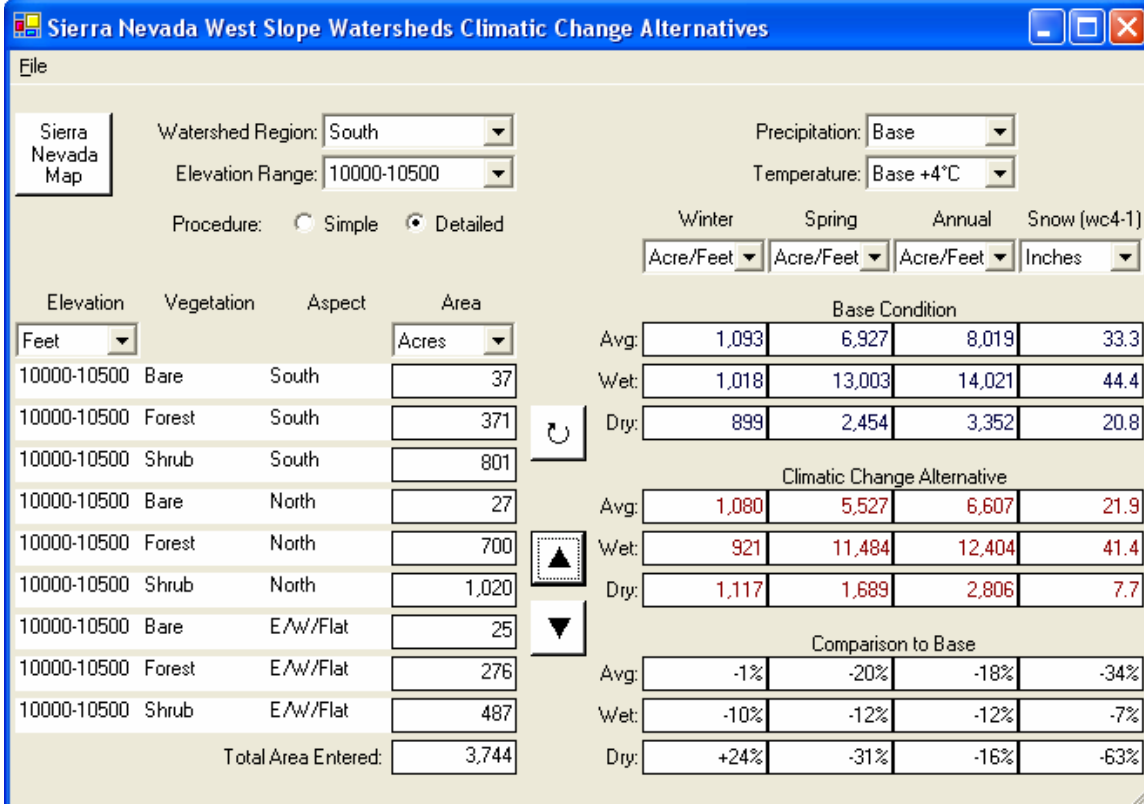 Sierra Nevada West Slope Watersheds Climatic Change Alternatives
File
Sierra
Nevada
Map
Watershed Region: South
Elevation Range: 10000-10500
Procedure: Simple Detailed
Precipitation: Base
Temperature: Base +4°C
Winter Spring Annual Snow (wc4-1)
Acre/Feet Acre/Feet Acre/Feet Inches
Elevation Vegetation Aspect Area
Feet Acres
10000-10500 Bare South 37
10000-10500 Forest South 371
10000-10500 Shrub South 801
10000-10500 Bare North 27
10000-10500 Forest North 700
10000-10500 Shrub North 1,020
10000-10500 Bare E/W/Flat 25
10000-10500 Forest E/W/Flat 276
10000-10500 Shrub E/W/Flat 487
Total Area Entered: 3,744
Base Condition
Avg: 1,093 6,927 8,019 33.3
Wet: 1,018 13,003 14,021 44.4
Dry: 899 2,454 3,352 20.8
Climatic Change Alternative
Avg: 1,080 5,527 6,607 21.9
Wet: 921 11,484 12,404 41.4
Dry: 1,117 1,689 2,806 7.7
Comparison to Base
Avg: -1% -20% -18% -34%
Wet: -10% -12% -12% -7%
Dry: +24% -31% -16% -63%